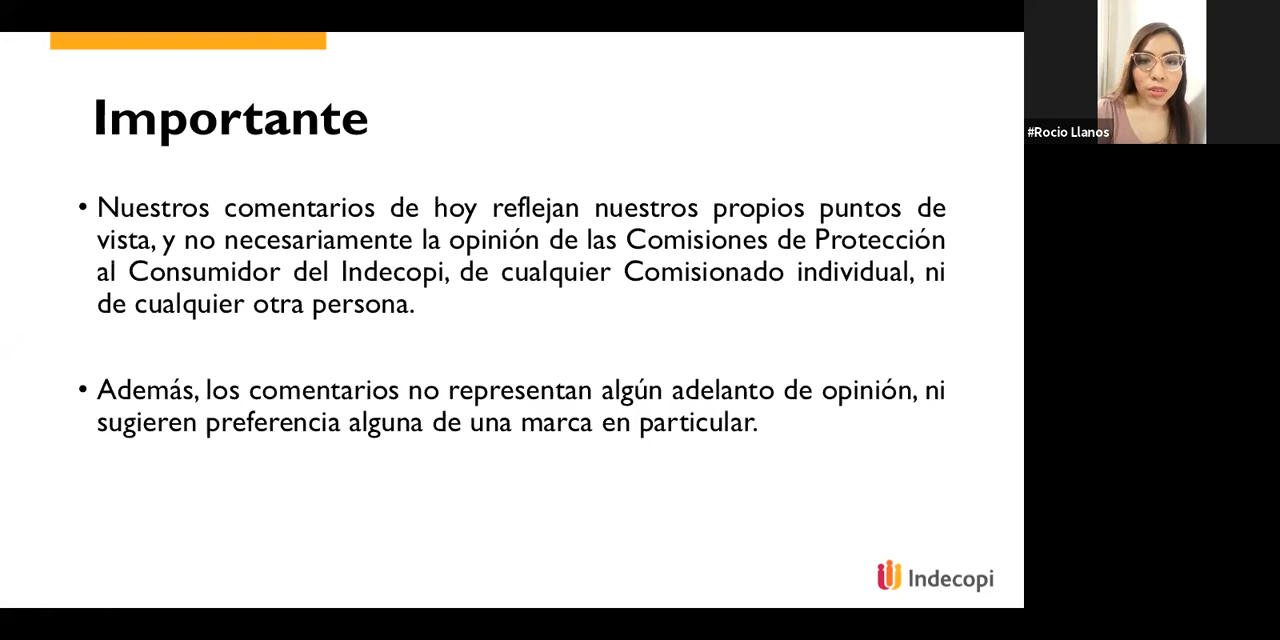 Importante
• Nuestros comentarios de hoy reflejan nuestros propios puntos de
vista, y no necesariamente la opinión de las Comisiones de Protección
al Consumidor del Indecopi, de cualquier Comisionado individual, ni
de cualquier otra persona.
• Además, los comentarios no representan algún adelanto de opinión, ni
sugieren preferencia alguna de una marca en particular.
Indecopi
#Rocio Llanos